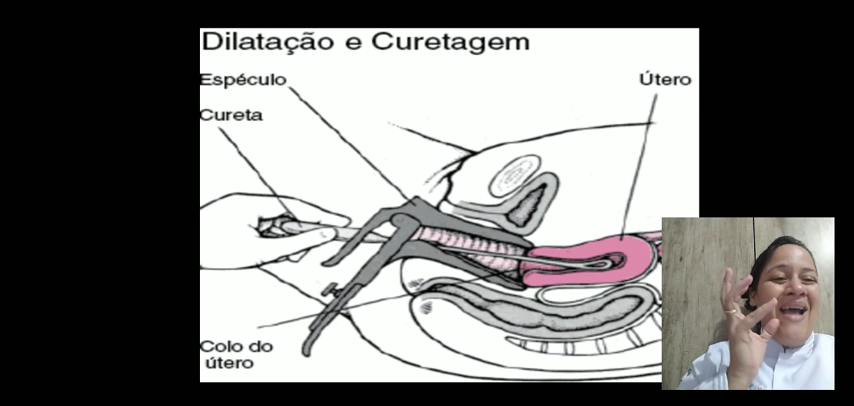 Dilatação e Curetagem
Espéculo
Útero
Cureta
Colo do
útero